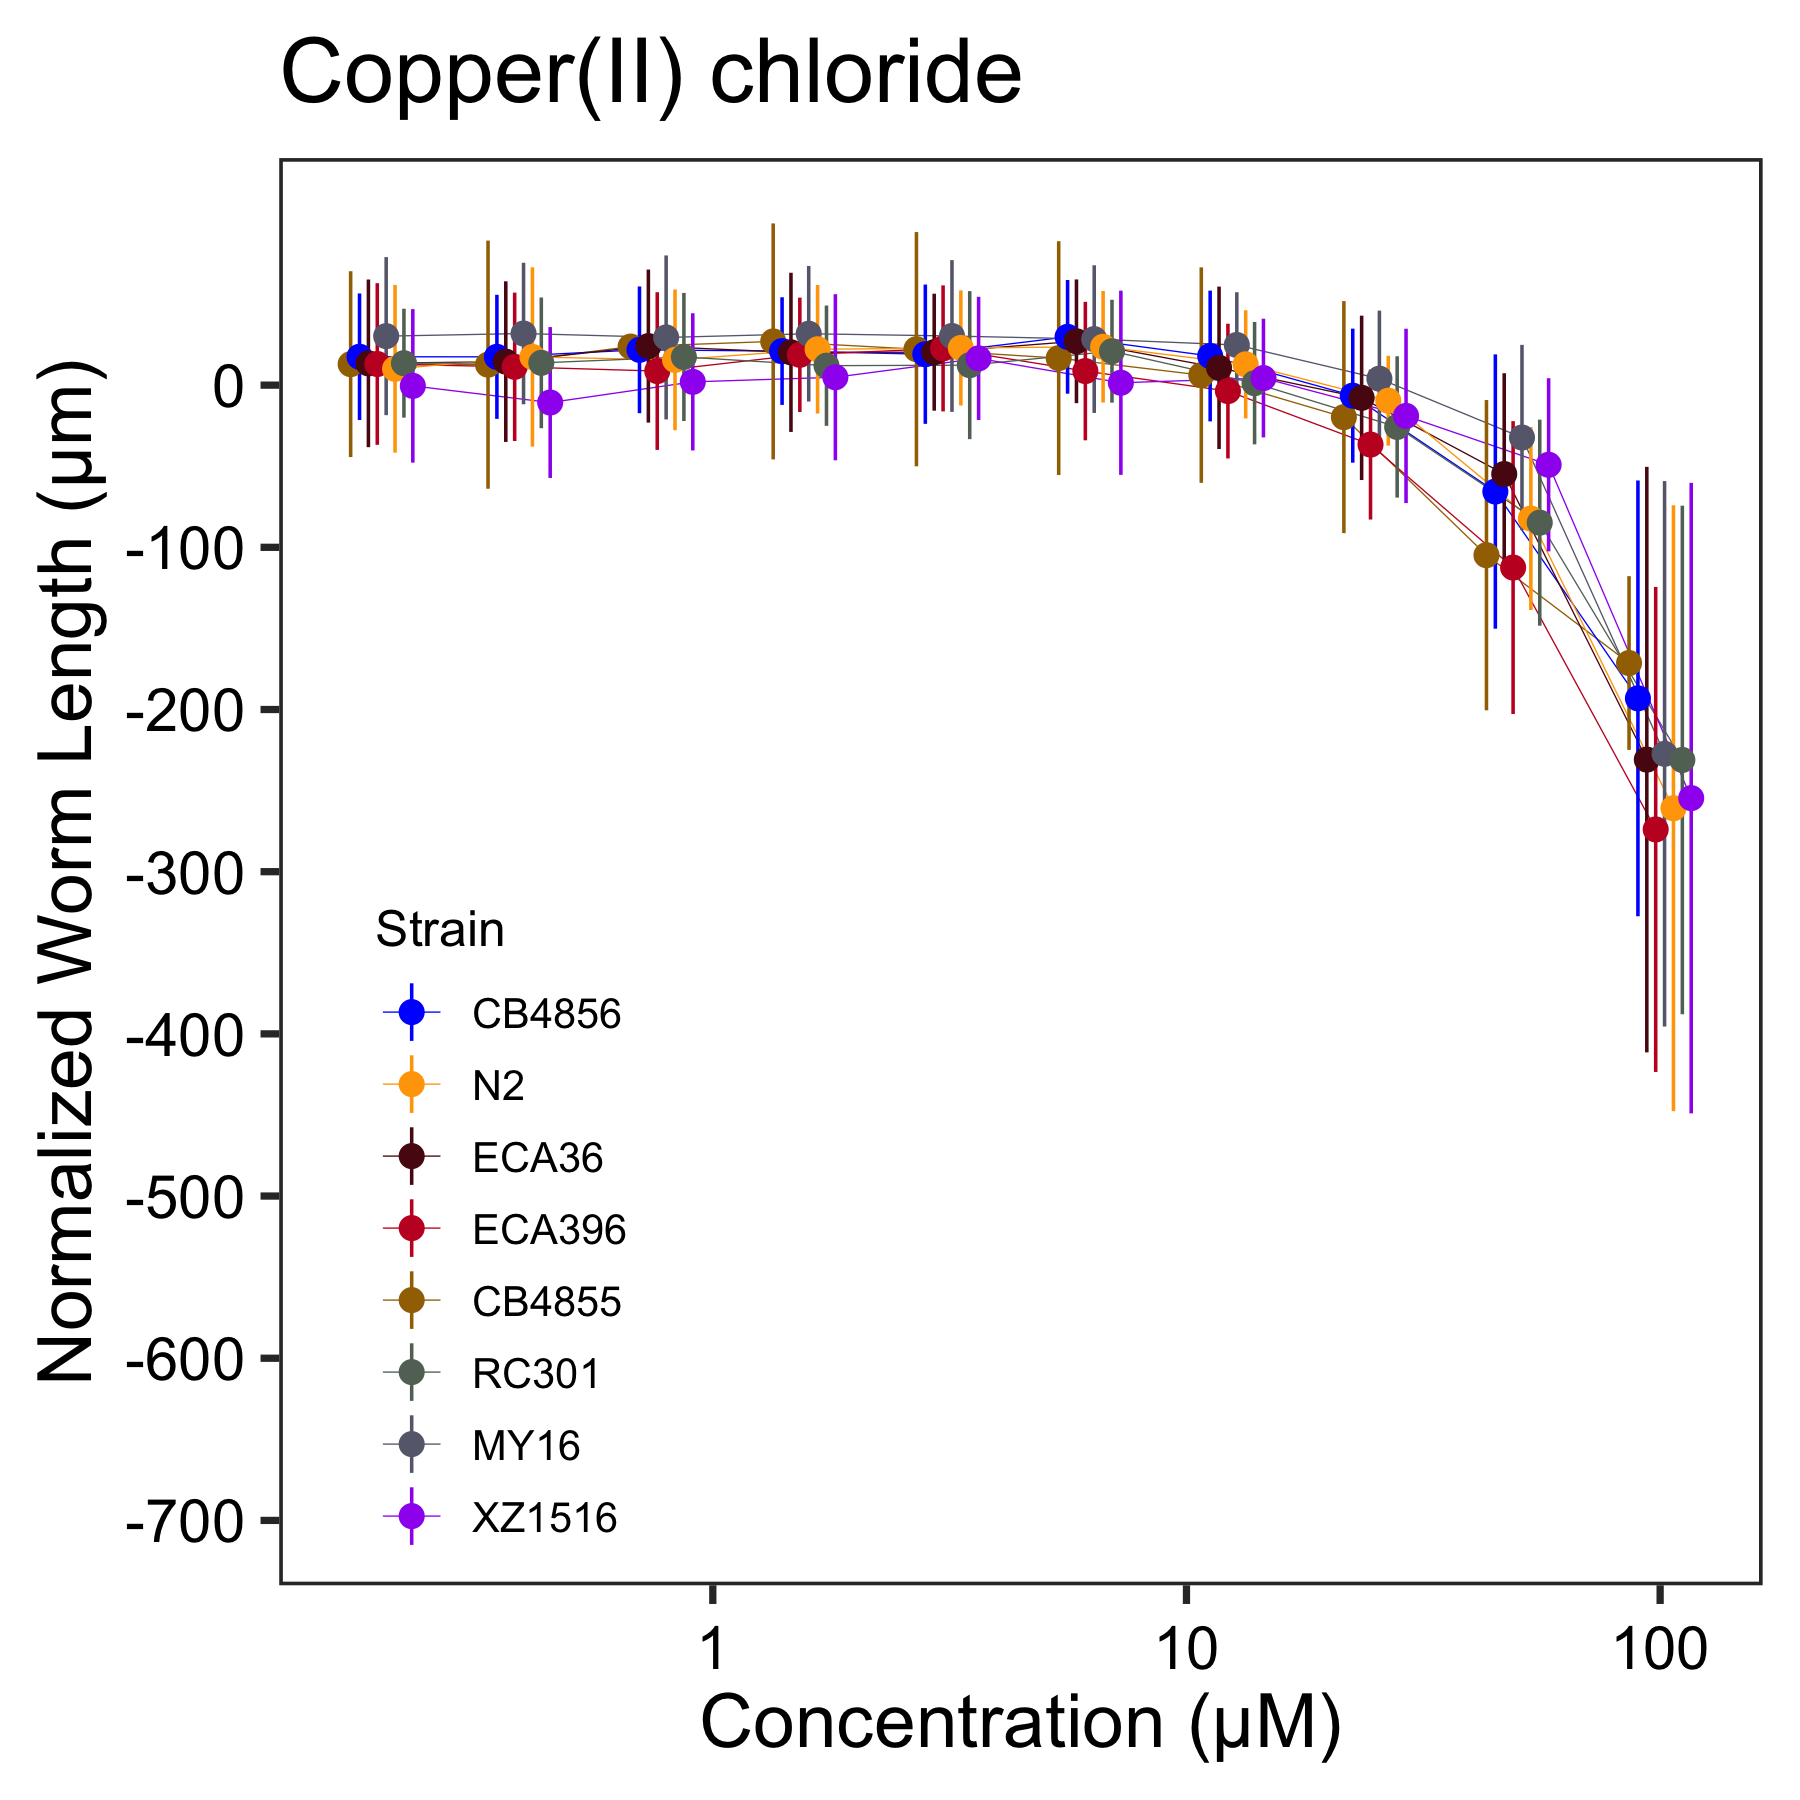 Copper(II) chloride
Normalized Worm Length (µm)
0
-100
-200
-300
-400
-500
-600
-700
Strain
CB4856
N2
ECA36
ECA396
CB4855
RC301
MY16
XZ1516
1 10 100
Concentration (µM)